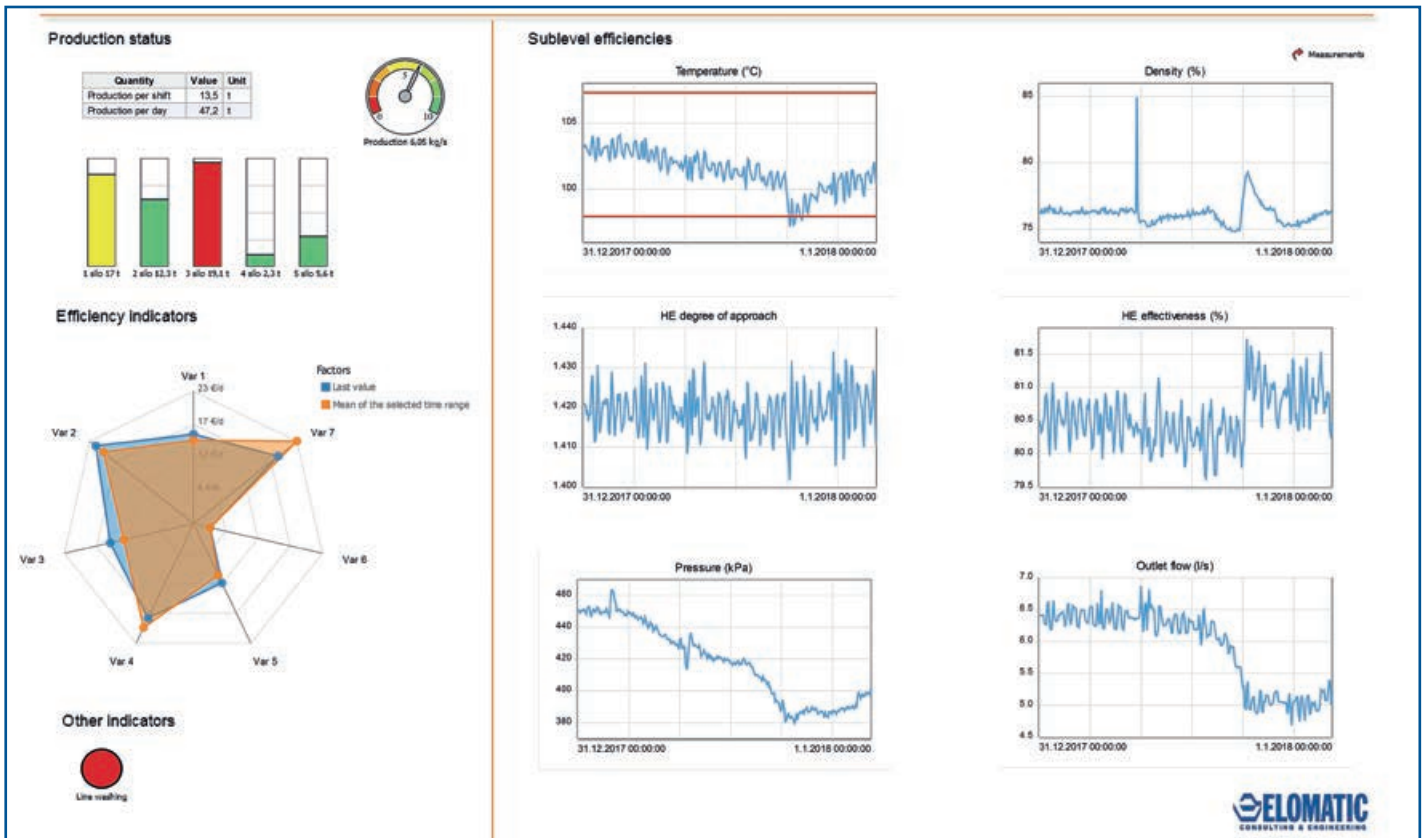 Production status
Quantity Value Unit
Production per shift 13,5 t
Production per day 47,2 t
0 5 10
Production 6,05 kg/s
1 silo 17 t 2 silo 12,3 t 3 silo 19,1 t 4 silo 2,3 t 5 silo 5,6 t
Efficiency indicators
Factors
Last value
Mean of the selected time range
Var 1
23 €/d
17 €/d
Var 2
Var 7
Var 3
Var 6
Var 4
Var 5
Other indicators
Line washing
Sublevel efficiencies
Measurements
Temperature (°C)
105
100
31.12.2017 00:00:00 1.1.2018 00:00:00
Density (%)
85
80
75
31.12.2017 00:00:00 1.1.2018 00:00:00
HE degree of approach
1.440
1.430
1.420
1.410
1.400
31.12.2017 00:00:00 1.1.2018 00:00:00
HE effectiveness (%)
81.5
81.0
80.5
80.0
79.5
31.12.2017 00:00:00 1.1.2018 00:00:00
Pressure (kPa)
460
440
420
400
380
31.12.2017 00:00:00 1.1.2018 00:00:00
Outlet flow (l/s)
7.0
6.5
6.0
5.5
5.0
4.5
31.12.2017 00:00:00 1.1.2018 00:00:00
ELOMATIC
CONSULTING & ENGINEERING